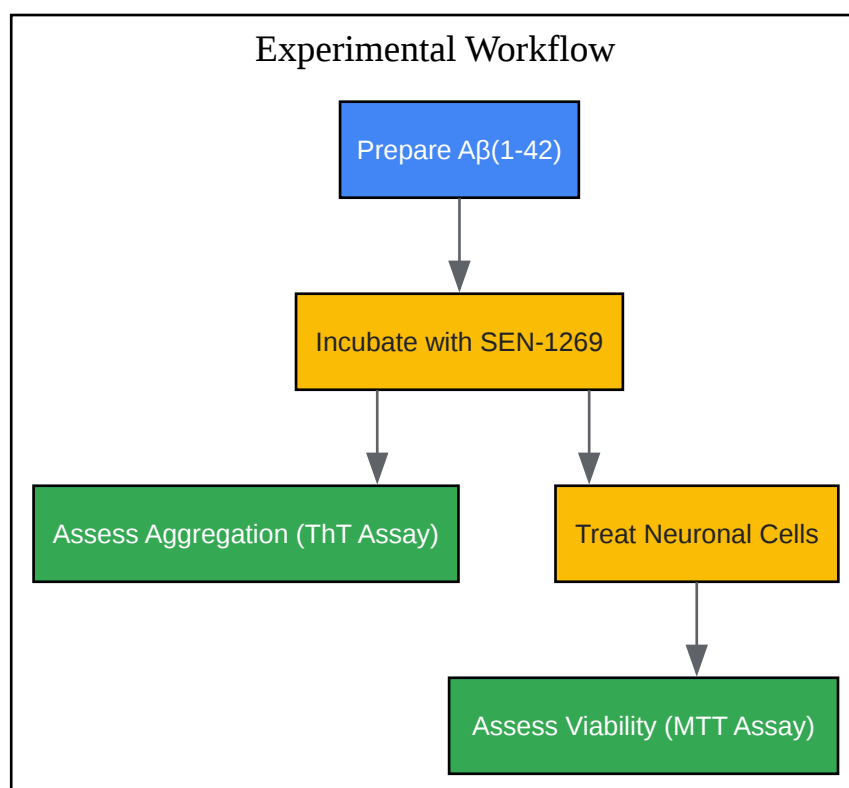 Experimental Workflow
Prepare Aβ(1-42)
Incubate with SEN-1269
Assess Aggregation (ThT Assay)
Treat Neuronal Cells
Assess Viability (MTT Assay)